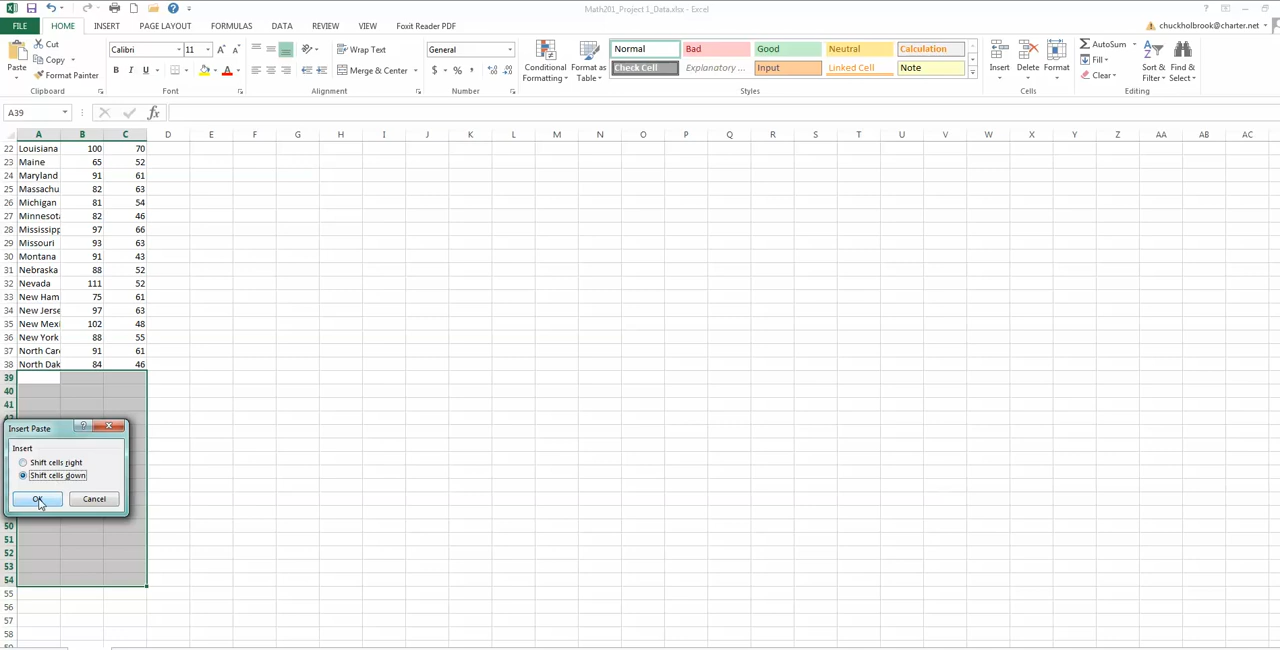 Math201_Project 1_Data.xlsx - Excel
FILE HOME INSERT PAGE LAYOUT FORMULAS DATA REVIEW VIEW Foxit Reader PDF chuckholbrook@charter.net
Cut
Copy
Format Painter
Paste
Clipboard
Calibri 11
B I U
Font
Wrap Text
Merge & Center
Alignment
General
$ % ,
Number
Conditional Formatting
Format as Table
Normal Bad Good Neutral Calculation
Check Cell Explanatory ... Input Linked Cell Note
Styles
Insert Delete Format
Cells
AutoSum
Fill
Clear
Sort & Filter
Find & Select
Editing
A39 fx
A B C D E F G H I J K L M N O P Q R S T U V W X Y Z AA AB AC
22 Louisiana 100 70
23 Maine 65 52
24 Maryland 91 61
25 Massachu 82 63
26 Michigan 81 54
27 Minnesota 82 46
28 Mississipp 97 66
29 Missouri 93 63
30 Montana 91 43
31 Nebraska 88 52
32 Nevada 111 52
33 New Ham 75 61
34 New Jerse 97 63
35 New Mexi 102 48
36 New York 88 55
37 North Car 91 61
38 North Dak 84 46
39
40
41
Insert Paste
Insert
Shift cells right
Shift cells down
OK Cancel
50
51
52
53
54
55
56
57
58